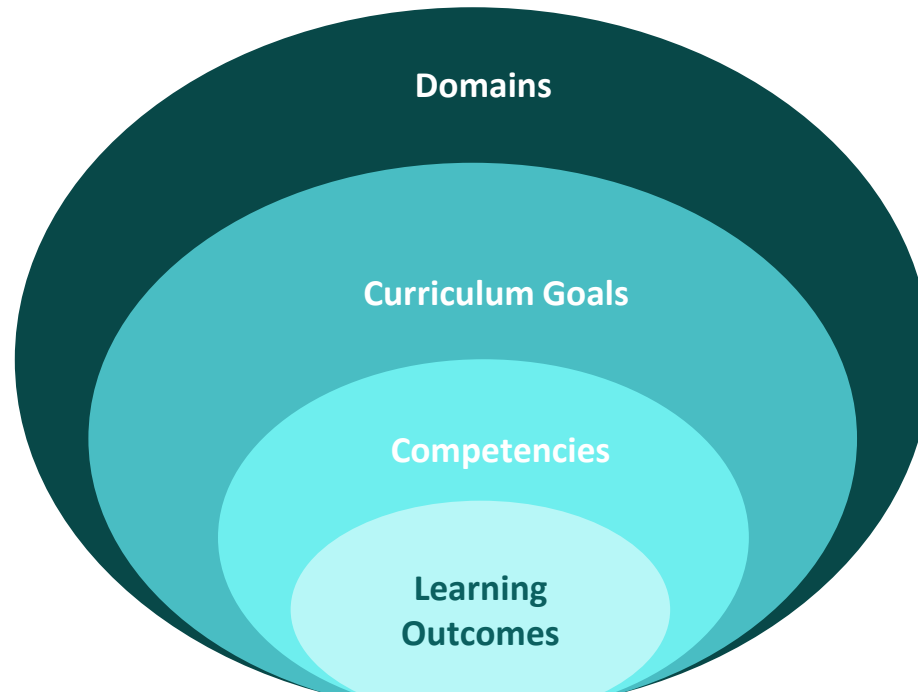 Domains
Curriculum Goals
Competencies
Learning
Outcomes